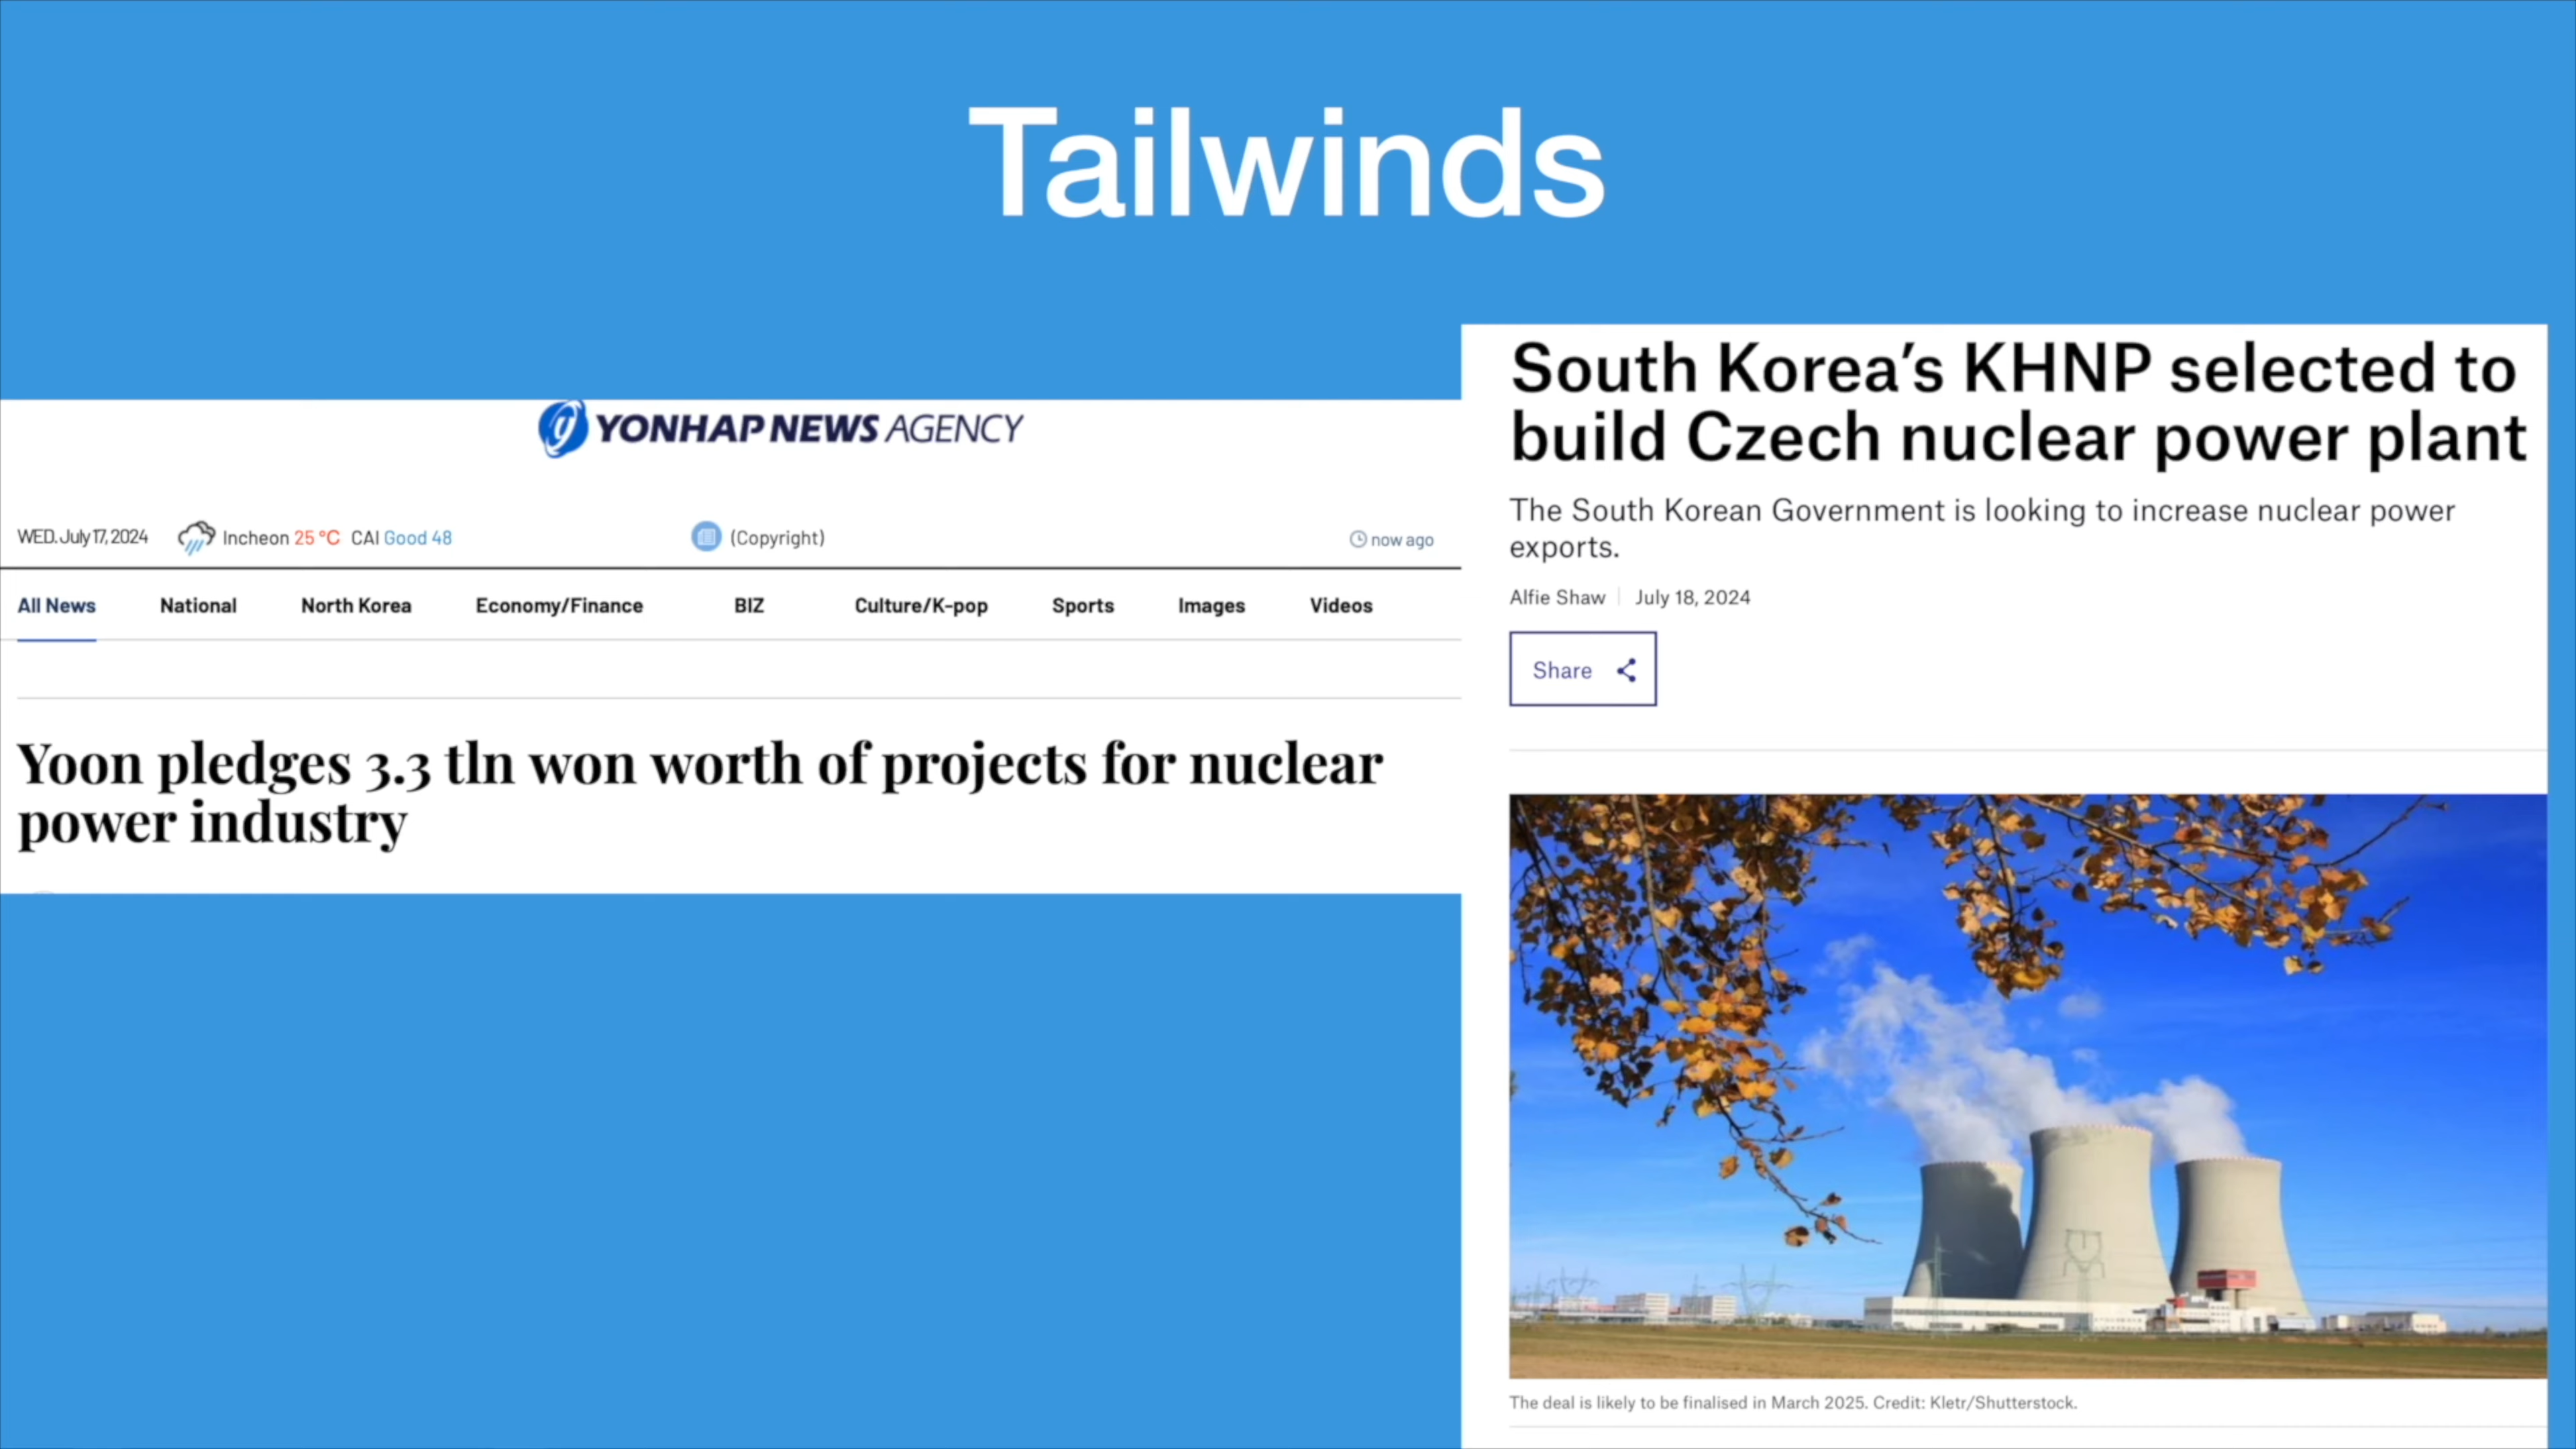 Tailwinds
YONHAP NEWS AGENCY
WED. July 17, 2024 Incheon 25 °C CAI Good 48 (Copyright) now ago
All News National North Korea Economy/Finance BIZ Culture/K-pop Sports Images Videos
Yoon pledges 3.3 tln won worth of projects for nuclear
power industry
South Korea’s KHNP selected to
build Czech nuclear power plant
The South Korean Government is looking to increase nuclear power
exports.
Alfie Shaw July 18, 2024
Share
The deal is likely to be finalised in March 2025. Credit: Kletr/Shutterstock.